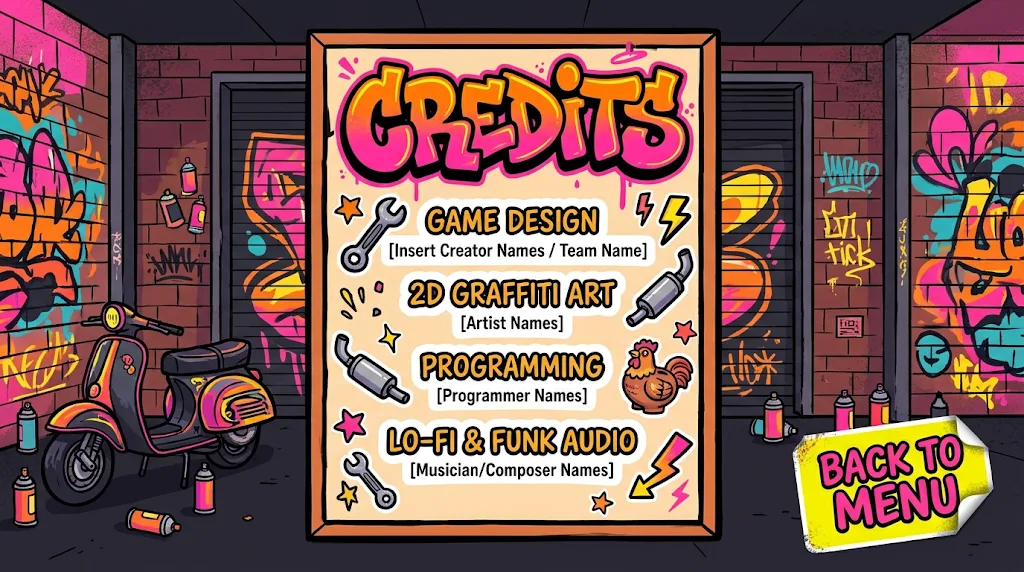 CREDITS
GAME DESIGN
[Insert Creator Names / Team Name]
2D GRAFFITI ART
[Artist Names]
PROGRAMMING
[Programmer Names]
LO-FI & FUNK AUDIO
[Musician/Composer Names]
BACK TO
MENU